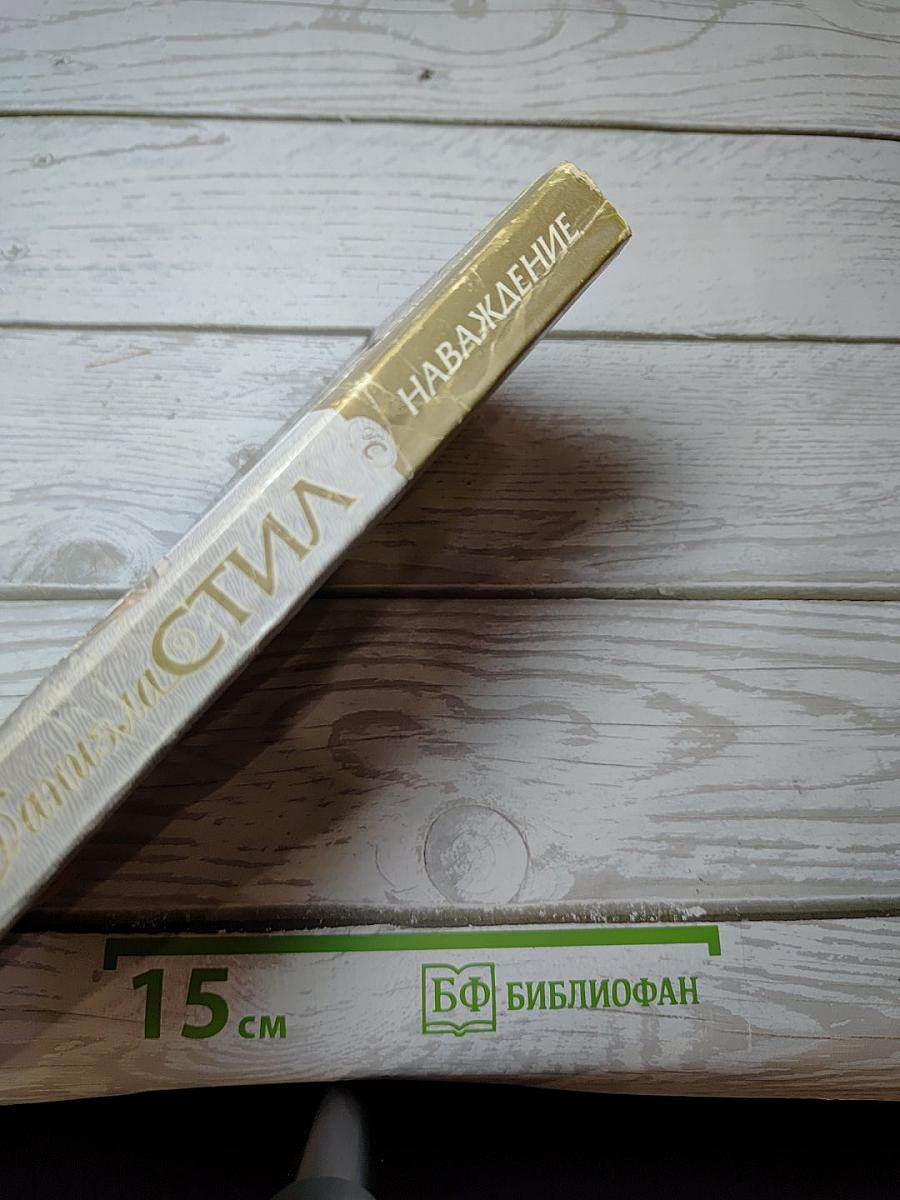 НАВАЖДЕНИЕ
Даниэла СТИЛ
15 см
БФ БИБЛИОФАН